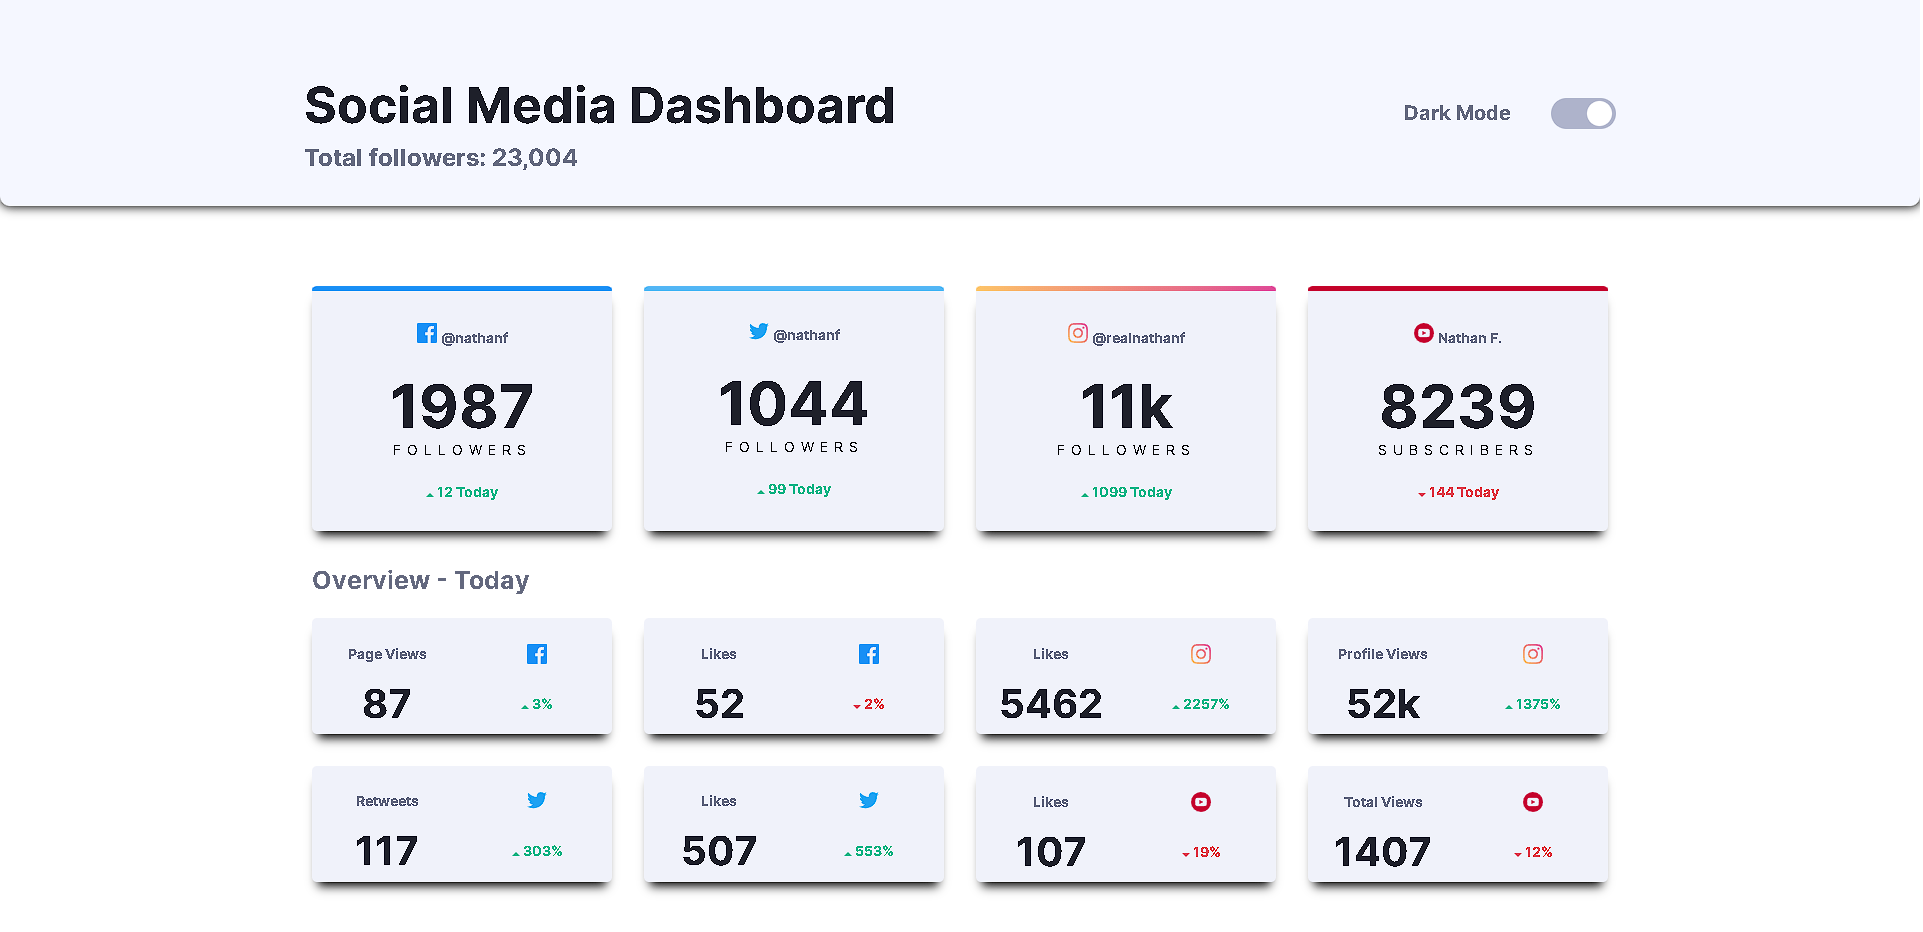 Social Media Dashboard
Total followers: 23,004
Dark Mode
@nathanf
1987
FOLLOWERS
12 Today
@nathanf
1044
FOLLOWERS
99 Today
@realnathanf
11k
FOLLOWERS
1099 Today
Nathan F.
8239
SUBSCRIBERS
144 Today
Overview - Today
Page Views
87
3%
Likes
52
2%
Likes
5462
2257%
Profile Views
52k
1375%
Retweets
117
303%
Likes
507
553%
Likes
107
19%
Total Views
1407
12%